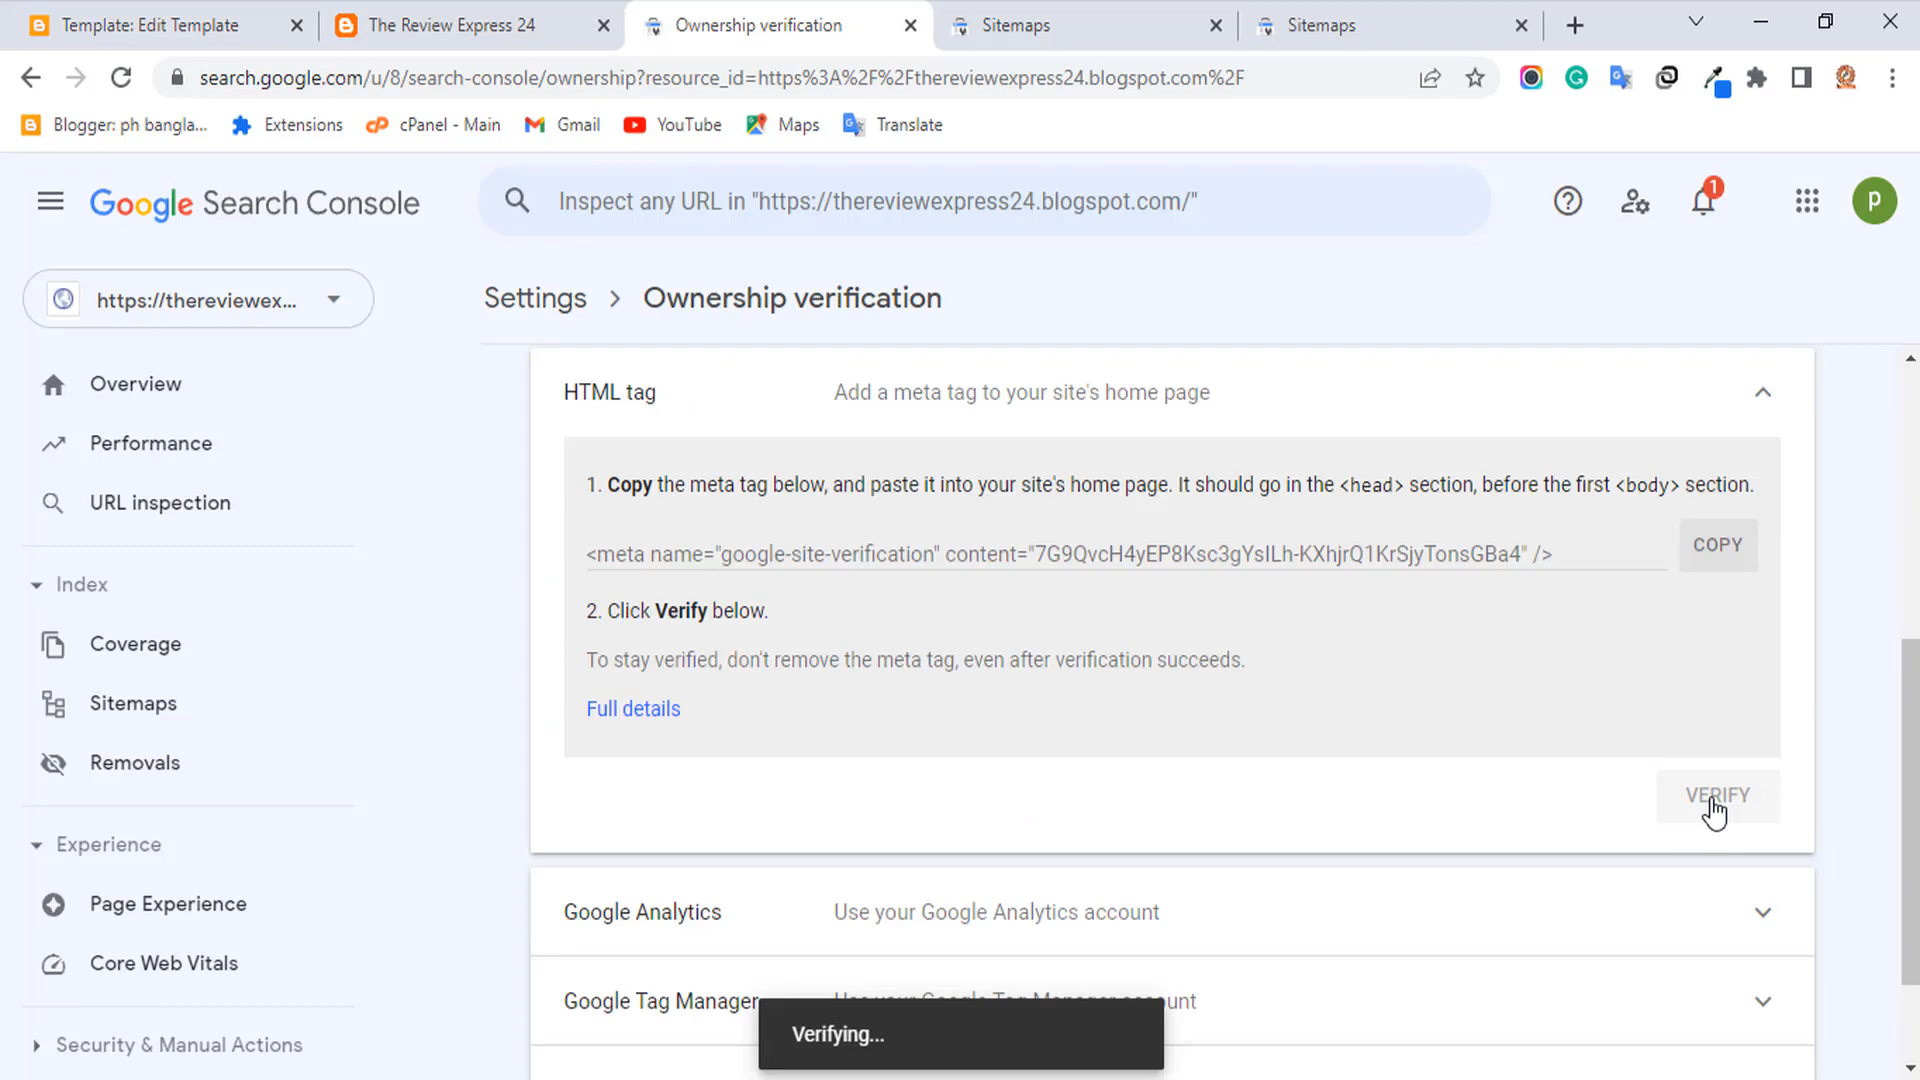 Template: Edit Template
The Review Express 24
Ownership verification
Sitemaps
Sitemaps
search.google.com/u/8/search-console/ownership?resource_id=https%3A%2F%2Fthereviewexpress24.blogspot.com%2F
Blogger: ph bangla...
Extensions
cPanel - Main
Gmail
YouTube
Maps
Translate
Google Search Console
Inspect any URL in "https://thereviewexpress24.blogspot.com/"
1
p
https://thereviewex...
Settings > Ownership verification
Overview
Performance
URL inspection
Index
Coverage
Sitemaps
Removals
Experience
Page Experience
Core Web Vitals
Security & Manual Actions
HTML tag
Add a meta tag to your site's home page
1. Copy the meta tag below, and paste it into your site's home page. It should go in the <head> section, before the first <body> section.
<meta name="google-site-verification" content="7G9QvcH4yEP8Ksc3gYsILh-KXhjrQ1KrSjyTonsGBa4" />
COPY
2. Click Verify below.
To stay verified, don't remove the meta tag, even after verification succeeds.
Full details
VERIFY
Google Analytics
Use your Google Analytics account
Google Tag Manager
Use your Google Tag Manager account
Verifying...